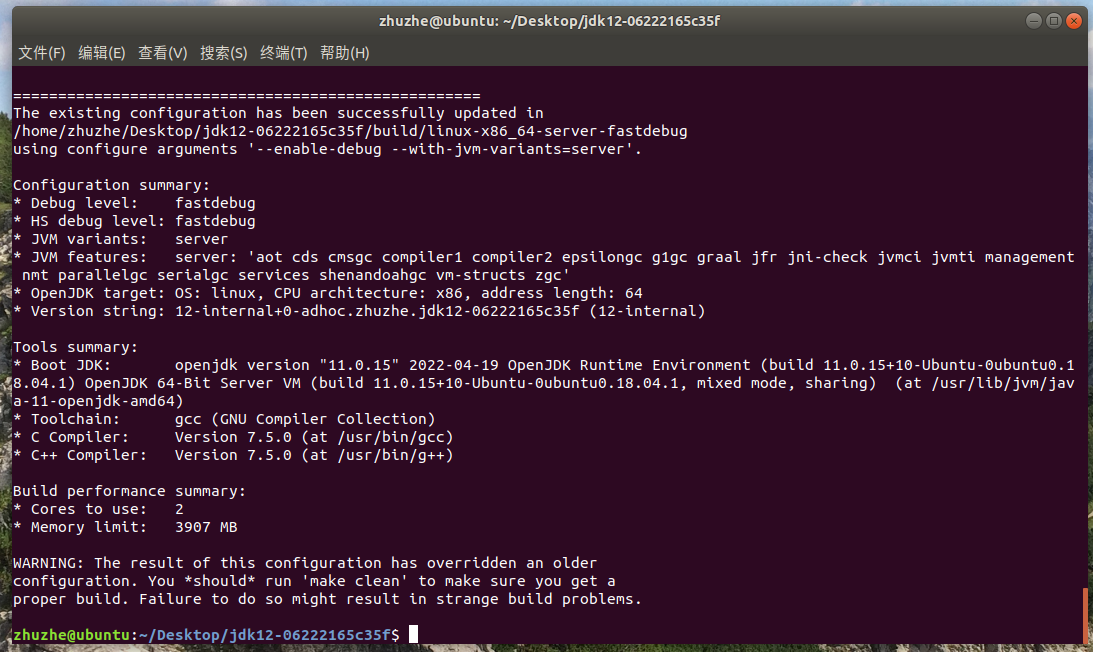 zhuzhe@ubuntu: ~/Desktop/jdk12-06222165c35f
文件(F) 编辑(E) 查看(V) 搜索(S) 终端(T) 帮助(H)
====================================================
The existing configuration has been successfully updated in
/home/zhuzhe/Desktop/jdk12-06222165c35f/build/linux-x86_64-server-fastdebug
using configure arguments '--enable-debug --with-jvm-variants=server'.
Configuration summary:
* Debug level:    fastdebug
* HS debug level: fastdebug
* JVM variants:   server
* JVM features:   server: 'aot cds cmsgc compiler1 compiler2 epsilongc g1gc graal jfr jni-check jvmci jvmti management
nmt parallelgc serialgc services shenandoahgc vm-structs zgc'
* OpenJDK target: OS: linux, CPU architecture: x86, address length: 64
* Version string: 12-internal+0-adhoc.zhuzhe.jdk12-06222165c35f (12-internal)
Tools summary:
* Boot JDK:       openjdk version "11.0.15" 2022-04-19 OpenJDK Runtime Environment (build 11.0.15+10-Ubuntu-0ubuntu0.1
8.04.1) OpenJDK 64-Bit Server VM (build 11.0.15+10-Ubuntu-0ubuntu0.18.04.1, mixed mode, sharing)  (at /usr/lib/jvm/jav
a-11-openjdk-amd64)
* Toolchain:      gcc (GNU Compiler Collection)
* C Compiler:     Version 7.5.0 (at /usr/bin/gcc)
* C++ Compiler:   Version 7.5.0 (at /usr/bin/g++)
Build performance summary:
* Cores to use:   2
* Memory limit:   3907 MB
WARNING: The result of this configuration has overridden an older
configuration. You *should* run 'make clean' to make sure you get a
proper build. Failure to do so might result in strange build problems.
zhuzhe@ubuntu:~/Desktop/jdk12-06222165c35f$